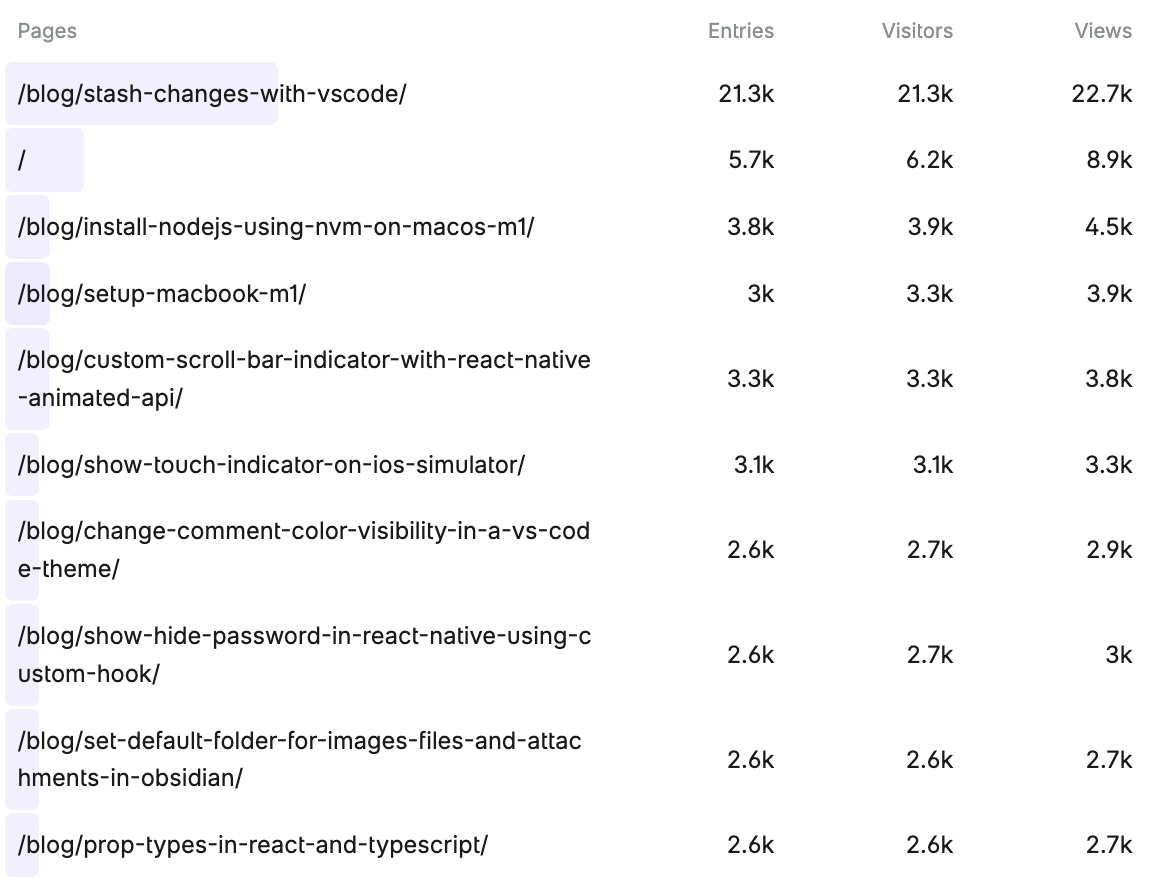 Pages Entries Visitors Views
/blog/stash-changes-with-vscode/ 21.3k 21.3k 22.7k
/ 5.7k 6.2k 8.9k
/blog/install-nodejs-using-nvm-on-macos-m1/ 3.8k 3.9k 4.5k
/blog/setup-macbook-m1/ 3k 3.3k 3.9k
/blog/custom-scroll-bar-indicator-with-react-native
-animated-api/ 3.3k 3.3k 3.8k
/blog/show-touch-indicator-on-ios-simulator/ 3.1k 3.1k 3.3k
/blog/change-comment-color-visibility-in-a-vs-cod
e-theme/ 2.6k 2.7k 2.9k
/blog/show-hide-password-in-react-native-using-c
ustom-hook/ 2.6k 2.7k 3k
/blog/set-default-folder-for-images-files-and-attac
hments-in-obsidian/ 2.6k 2.6k 2.7k
/blog/prop-types-in-react-and-typescript/ 2.6k 2.6k 2.7k